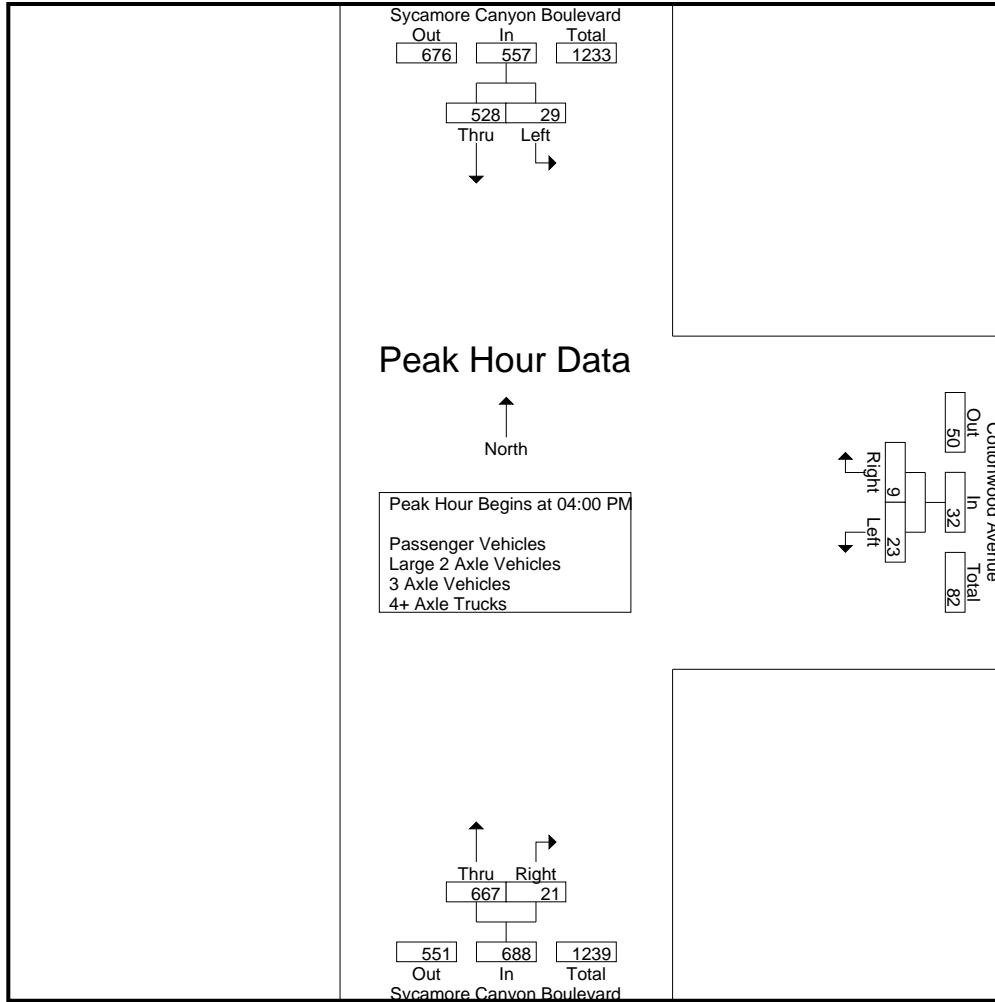 Sycamore Canyon Boulevard
Out In Total
676 557 1233
528 29
Thru Left
Peak Hour Data
North
Peak Hour Begins at 04:00 PM
Passenger Vehicles
Large 2 Axle Vehicles
3 Axle Vehicles
4+ Axle Trucks
Cottonwood Avenue
Out In Total
50 32 82
9 23
Right Left
Thru Right
667 21
551 688 1239
Out In Total
Sycamore Canyon Boulevard